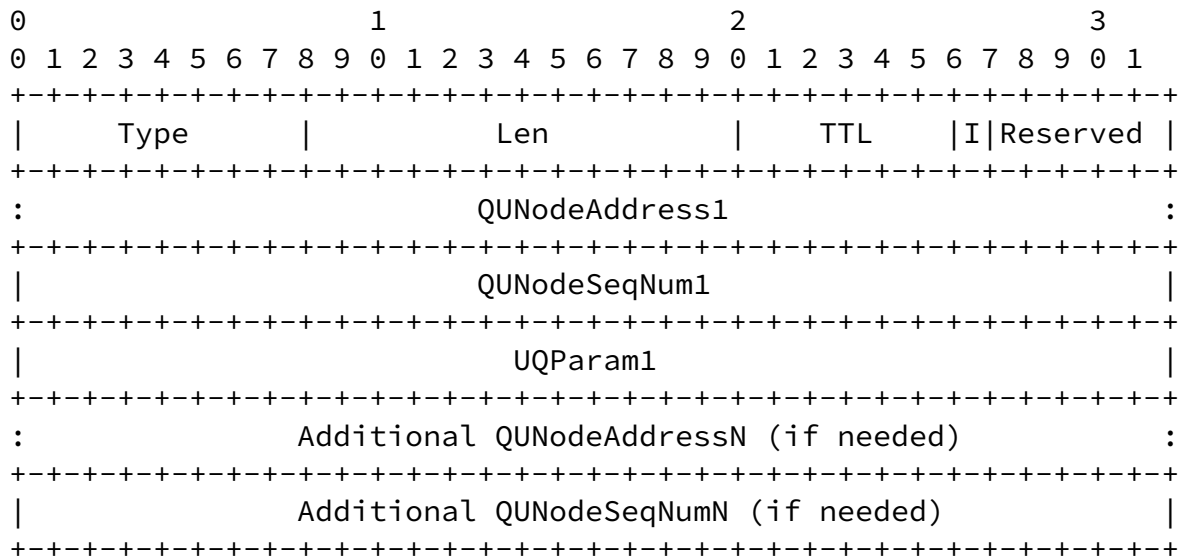 0                   1                   2                   3
0 1 2 3 4 5 6 7 8 9 0 1 2 3 4 5 6 7 8 9 0 1 2 3 4 5 6 7 8 9 0 1
+-+-+-+-+-+-+-+-+-+-+-+-+-+-+-+-+-+-+-+-+-+-+-+-+-+-+-+-+-+-+-+-+
|     Type      |          Len          |    TTL    |I|Reserved |
+-+-+-+-+-+-+-+-+-+-+-+-+-+-+-+-+-+-+-+-+-+-+-+-+-+-+-+-+-+-+-+-+
:                         QUNodeAddress1                        :
+-+-+-+-+-+-+-+-+-+-+-+-+-+-+-+-+-+-+-+-+-+-+-+-+-+-+-+-+-+-+-+-+
|                         QUNodeSeqNum1                         |
+-+-+-+-+-+-+-+-+-+-+-+-+-+-+-+-+-+-+-+-+-+-+-+-+-+-+-+-+-+-+-+-+
|                           UQParam1                            |
+-+-+-+-+-+-+-+-+-+-+-+-+-+-+-+-+-+-+-+-+-+-+-+-+-+-+-+-+-+-+-+-+
:               Additional QUNodeAddressN (if needed)           :
+-+-+-+-+-+-+-+-+-+-+-+-+-+-+-+-+-+-+-+-+-+-+-+-+-+-+-+-+-+-+-+-+
|               Additional QUNodeSeqNumN (if needed)            |
+-+-+-+-+-+-+-+-+-+-+-+-+-+-+-+-+-+-+-+-+-+-+-+-+-+-+-+-+-+-+-+-+